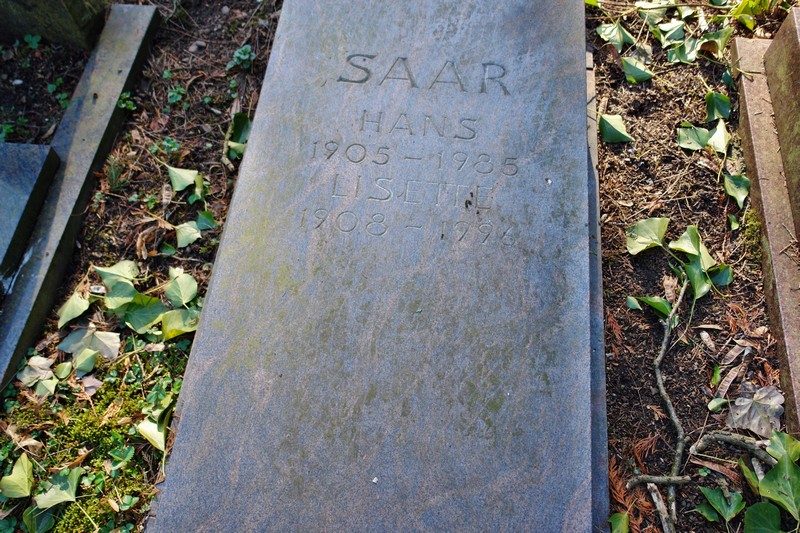 SAAR
HANS
1905 – 1985
LISETTE
1908 – 1996